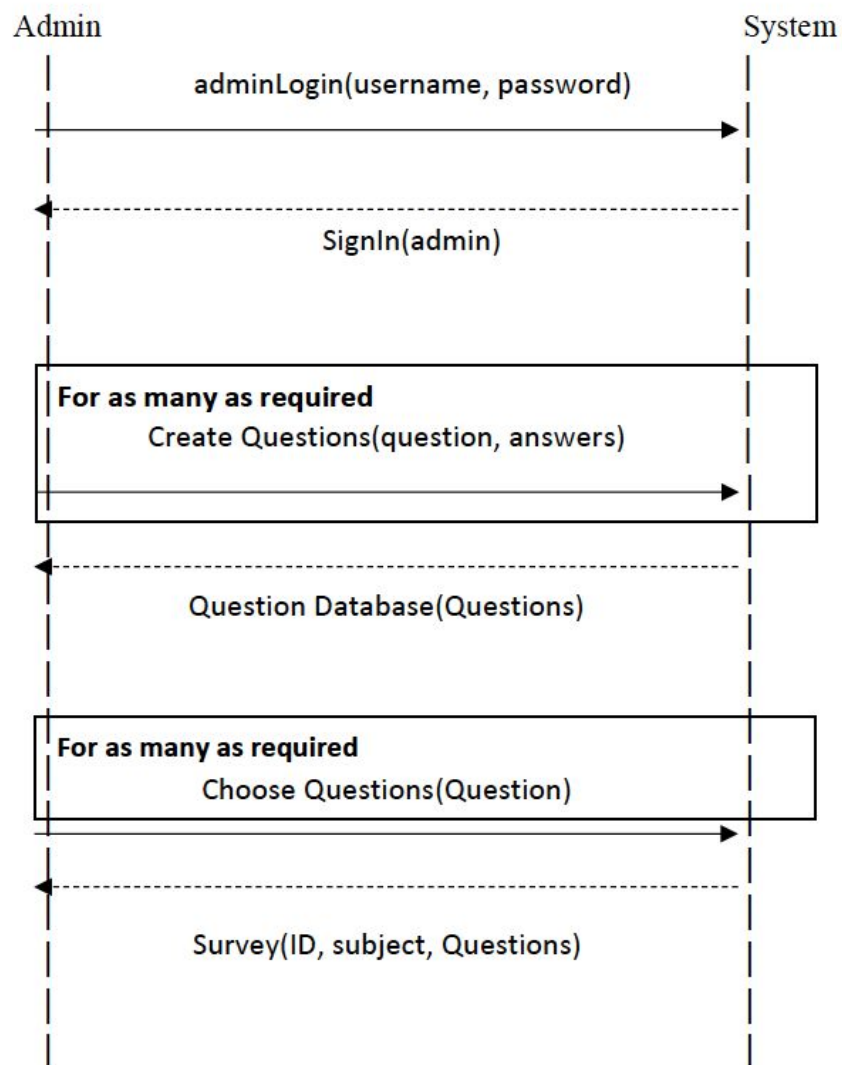 Admin System
adminLogin(username, password)
SignIn(admin)
For as many as required
Create Questions(question, answers)
Question Database(Questions)
For as many as required
Choose Questions(Question)
Survey(ID, subject, Questions)